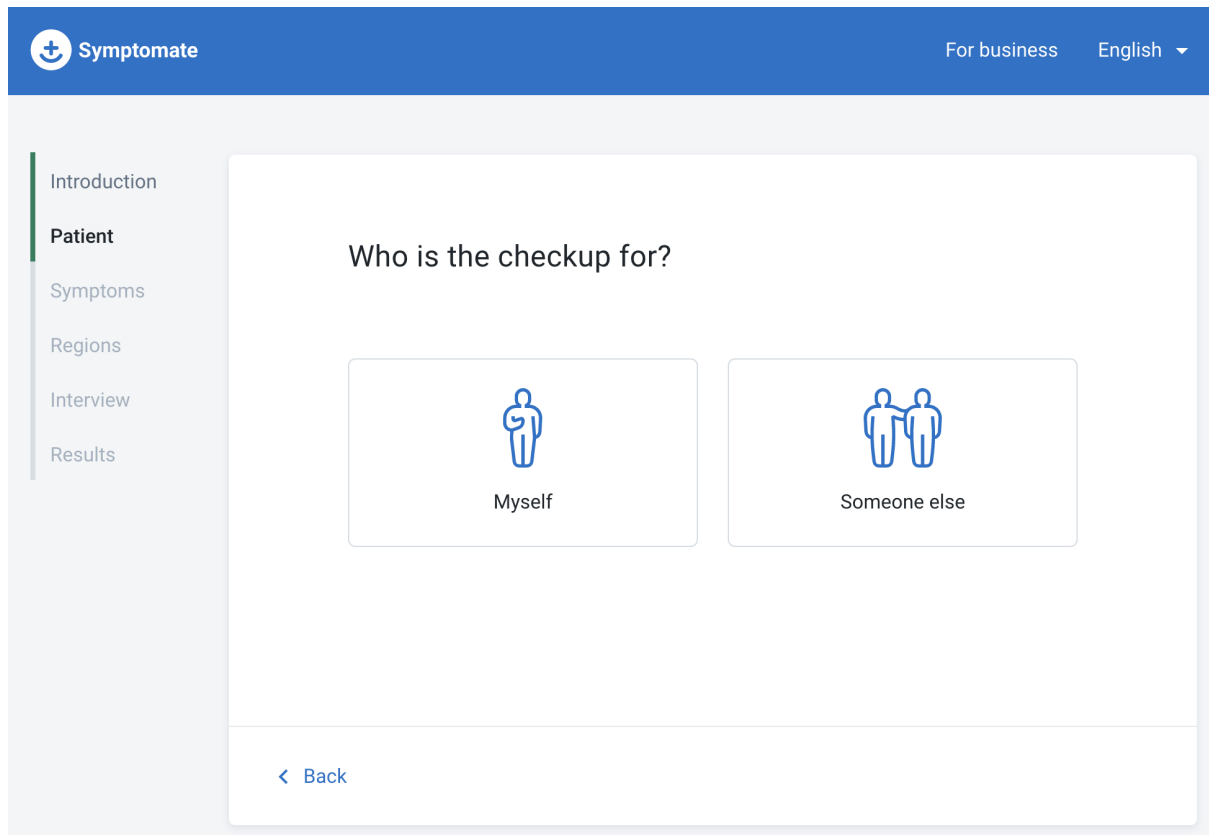 Symptomate
For business
English
Introduction
Patient
Symptoms
Regions
Interview
Results
Who is the checkup for?
Myself
Someone else
Back